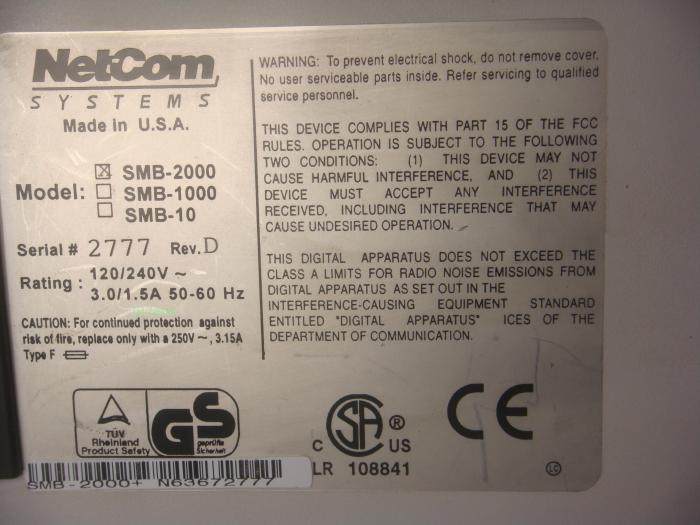 NetCom
SYSTEMS
Made in U.S.A.
Model: ☒ SMB-2000
☐ SMB-1000
☐ SMB-10
Serial # 2777 Rev. D
Rating : 120/240V ~
3.0/1.5A 50-60 Hz
CAUTION: For continued protection against
risk of fire, replace only with a 250V ~, 3.15A
Type F
WARNING: To prevent electrical shock, do not remove cover.
No user serviceable parts inside. Refer servicing to qualified
service personnel.
THIS DEVICE COMPLIES WITH PART 15 OF THE FCC
RULES. OPERATION IS SUBJECT TO THE FOLLOWING
TWO CONDITIONS: (1) THIS DEVICE MAY NOT
CAUSE HARMFUL INTERFERENCE, AND (2) THIS
DEVICE MUST ACCEPT ANY INTERFERENCE
RECEIVED, INCLUDING INTERFERENCE THAT MAY
CAUSE UNDESIRED OPERATION.
THIS DIGITAL APPARATUS DOES NOT EXCEED THE
CLASS A LIMITS FOR RADIO NOISE EMISSIONS FROM
DIGITAL APPARATUS AS SET OUT IN THE
INTERFERENCE-CAUSING EQUIPMENT STANDARD
ENTITLED "DIGITAL APPARATUS" ICES OF THE
DEPARTMENT OF COMMUNICATION.
TÜV
Rheinland
Product Safety
GS
geprüfte
Sicherheit
C SA ® US
LR 108841
CE
LC
SMB-2000+ N63672777